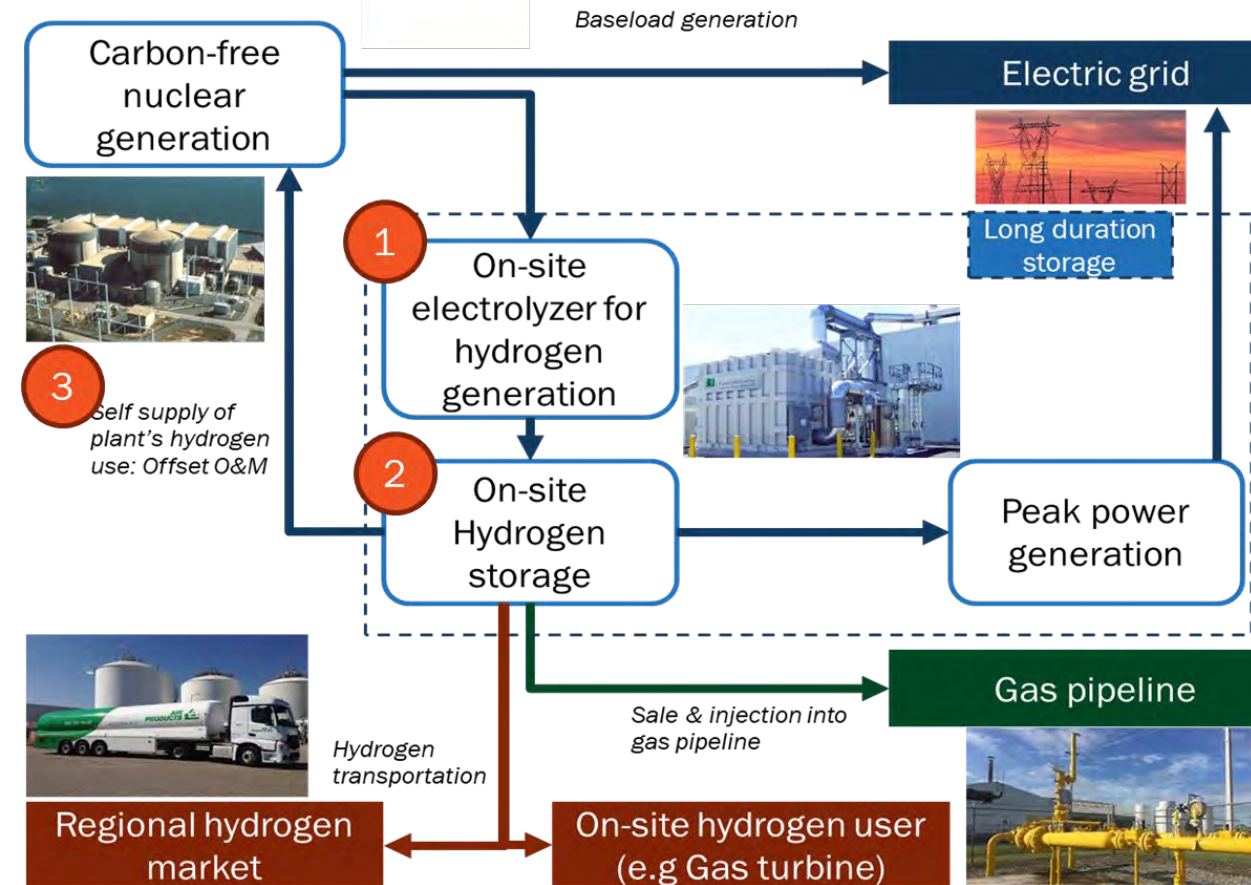 Baseload generation
Carbon-free
nuclear
generation
Electric grid
1
Long duration
storage
On-site
electrolyzer for
hydrogen
generation
3
Self supply of
plant's hydrogen
use: Offset O&M
2
On-site
Hydrogen
storage
Peak power
generation
AIR
PRODUCTS
Gas pipeline
Sale & injection into
gas pipeline
Hydrogen
transportation
Regional hydrogen
market
On-site hydrogen user
(e.g Gas turbine)